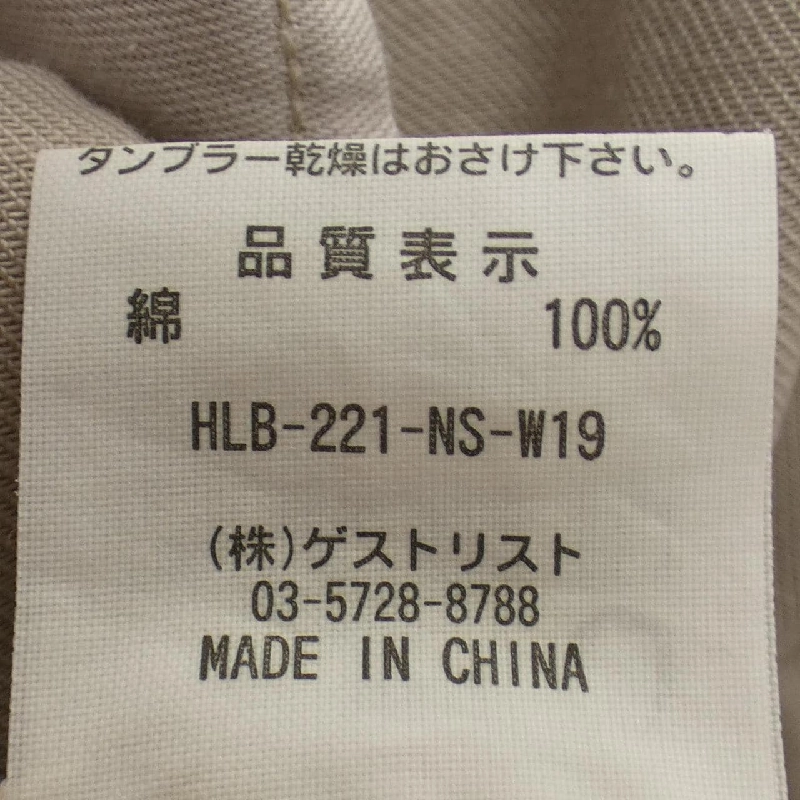 タンブラー乾燥はおさけ下さい。
品質表示
綿 100%
HLB-221-NS-W19
(株)ゲストリスト
03-5728-8788
MADE IN CHINA